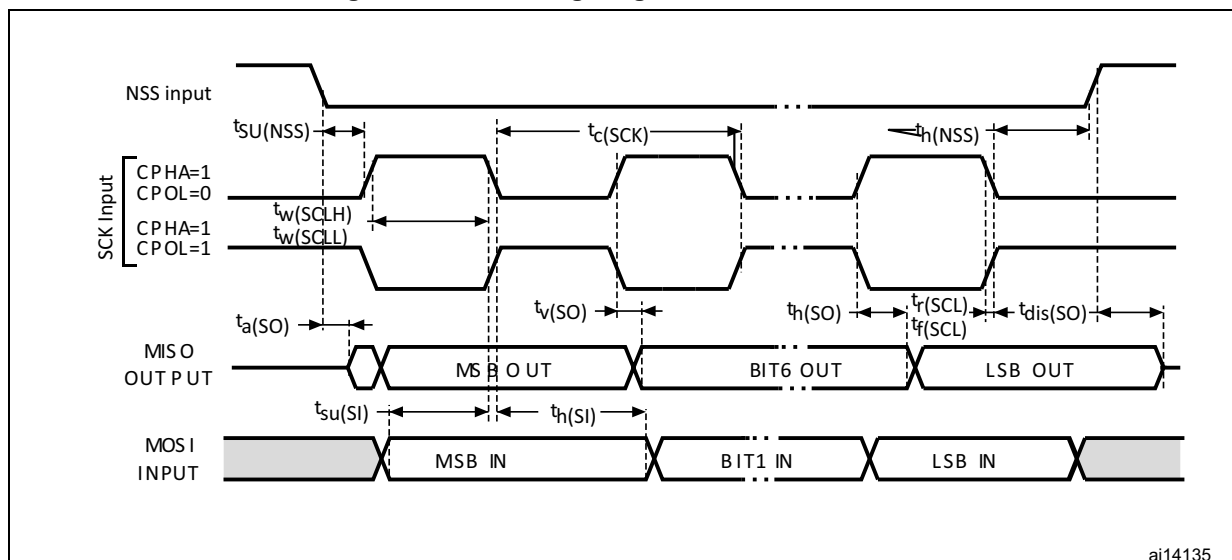 NSS input
tSU(NSS)
tc(SCK)
th(NSS)
SCK Input
CPHA=1
CPOL=0
tw(SCLH)
CPHA=1
tw(SCLL)
CPOL=1
ta(SO)
tv(SO)
th(SO)
tr(SCL)
tf(SCL)
tdis(SO)
MISO
OUTPUT
MSB OUT
BIT6 OUT
LSB OUT
tsu(SI)
th(SI)
MOSI
INPUT
MSB IN
BIT1 IN
LSB IN
ai14135